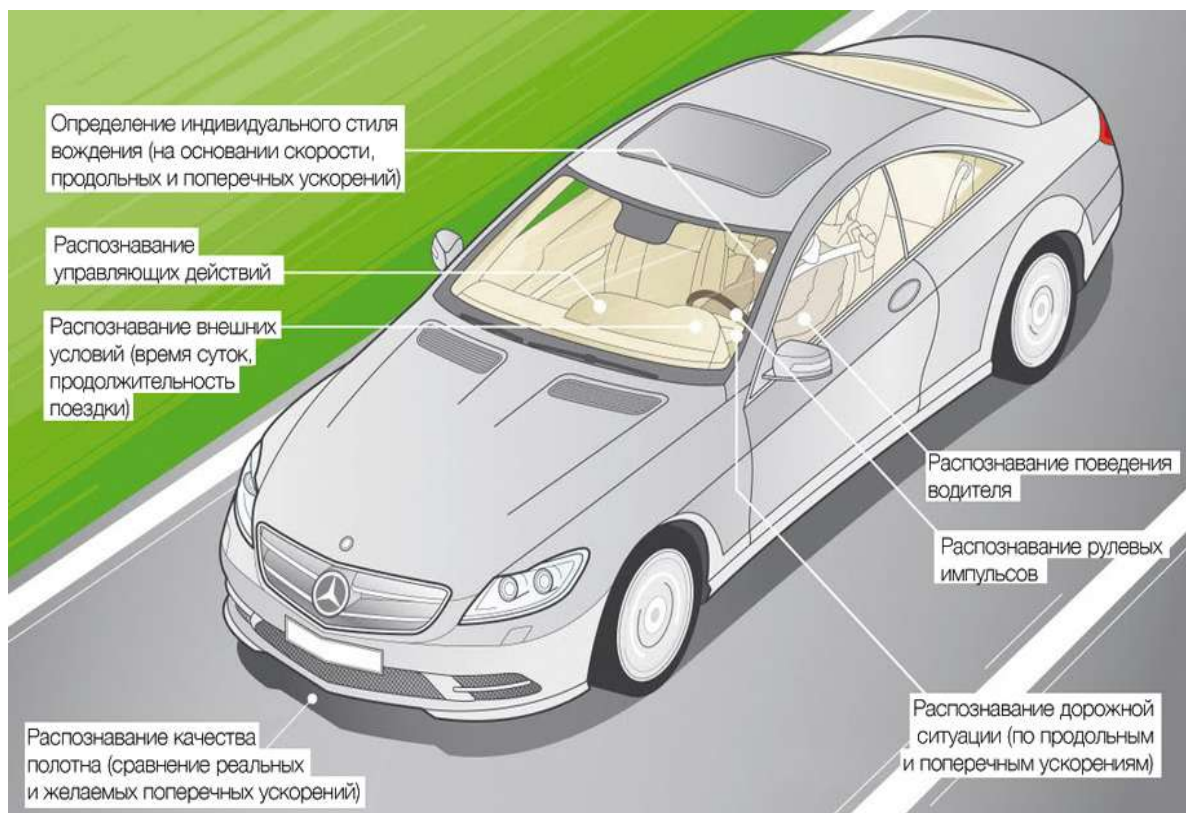 Определение индивидуального стиля
вождения (на основании скорости,
продольных и поперечных ускорений)
Распознавание
управляющих действий
Распознавание внешних
условий (время суток,
продолжительность
поездки)
Распознавание поведения
водителя
Распознавание рулевых
импульсов
Распознавание дорожной
ситуации (по продольным
и поперечным ускорениям)
Распознавание качества
полотна (сравнение реальных
и желаемых поперечных ускорений)